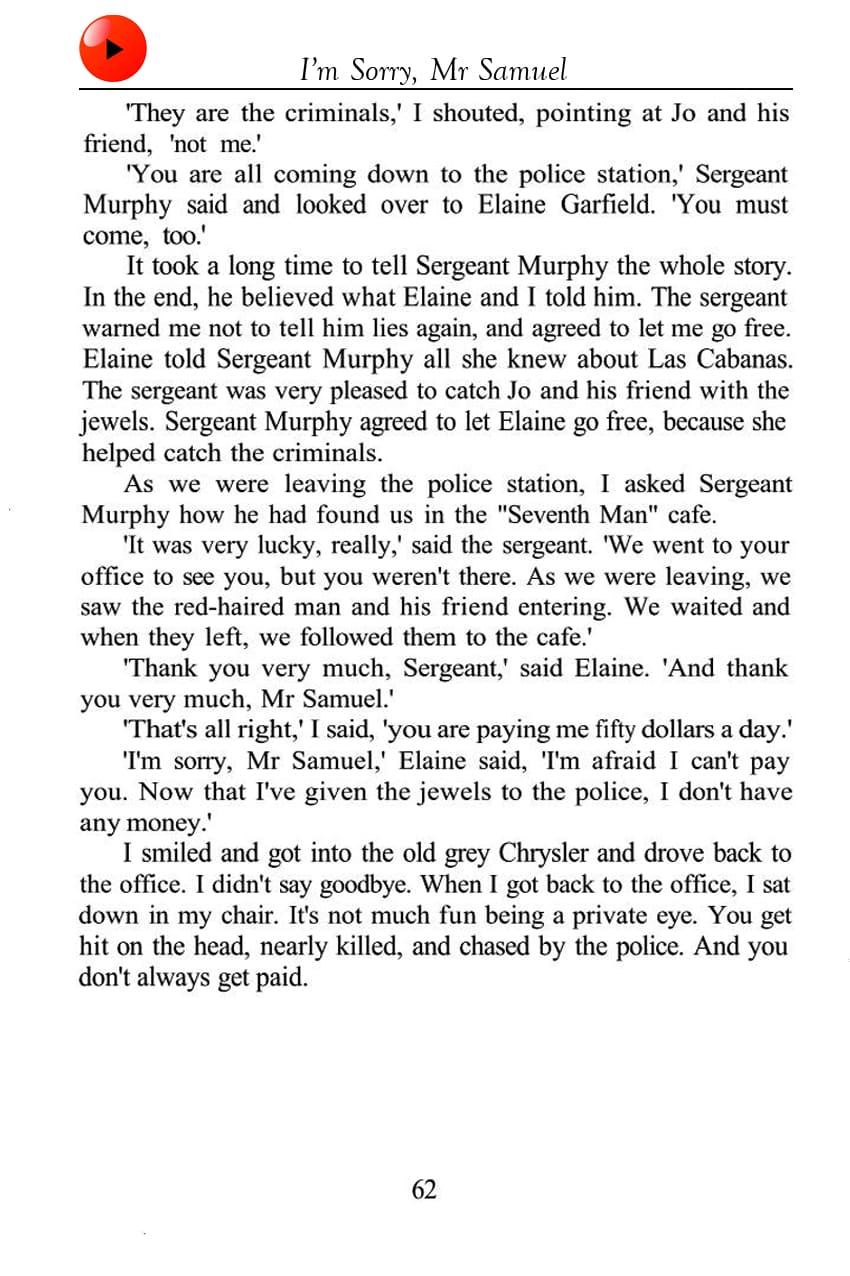 I'm Sorry, Mr Samuel
'They are the criminals,' I shouted, pointing at Jo and his
friend, 'not me.'
'You are all coming down to the police station,' Sergeant
Murphy said and looked over to Elaine Garfield. 'You must
come, too.'
It took a long time to tell Sergeant Murphy the whole story.
In the end, he believed what Elaine and I told him. The sergeant
warned me not to tell him lies again, and agreed to let me go free.
Elaine told Sergeant Murphy all she knew about Las Cabanas.
The sergeant was very pleased to catch Jo and his friend with the
jewels. Sergeant Murphy agreed to let Elaine go free, because she
helped catch the criminals.
As we were leaving the police station, I asked Sergeant
Murphy how he had found us in the "Seventh Man" cafe.
'It was very lucky, really,' said the sergeant. 'We went to your
office to see you, but you weren't there. As we were leaving, we
saw the red-haired man and his friend entering. We waited and
when they left, we followed them to the cafe.'
'Thank you very much, Sergeant,' said Elaine. 'And thank
you very much, Mr Samuel.'
'That's all right,' I said, 'you are paying me fifty dollars a day.'
'I'm sorry, Mr Samuel,' Elaine said, 'I'm afraid I can't pay
you. Now that I've given the jewels to the police, I don't have
any money.'
I smiled and got into the old grey Chrysler and drove back to
the office. I didn't say goodbye. When I got back to the office, I sat
down in my chair. It's not much fun being a private eye. You get
hit on the head, nearly killed, and chased by the police. And you
don't always get paid.
62